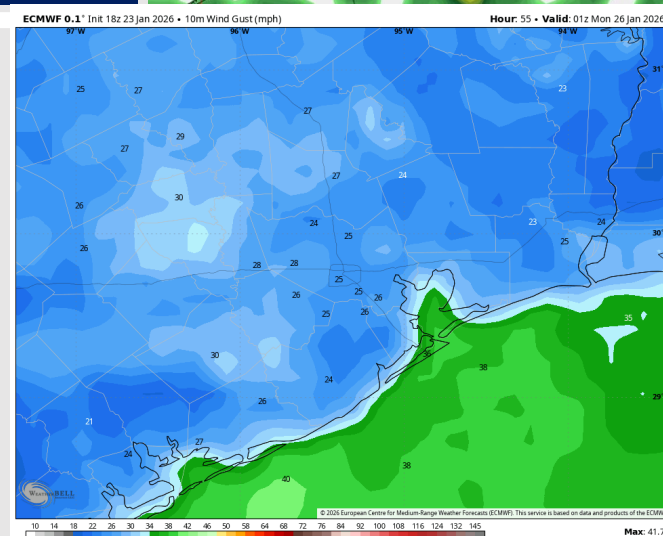 ECMWF 0.1° Init 18z 23 Jan 2026 • 10m Wind Gust (mph)
Hour: 55 • Valid: 01z Mon 26 Jan 2026
97°W 96°W 95°W 94°W
31°
25 27 23
27
29
27
30 27 24
26
24 23 24
30°
26 25 25
28 28
25
26 25 26
25 26
35
30 36
38
24
29°
26
21
27
24
38
40
WEATHERBELL
© 2026 European Centre for Medium-Range Weather Forecasts (ECMWF). This service is based on data and products of the ECMW
10 14 18 22 26 30 34 38 42 46 50 54 58 64 68 72 76 84 92 100 108 116 124 132 145
Max: 41.7